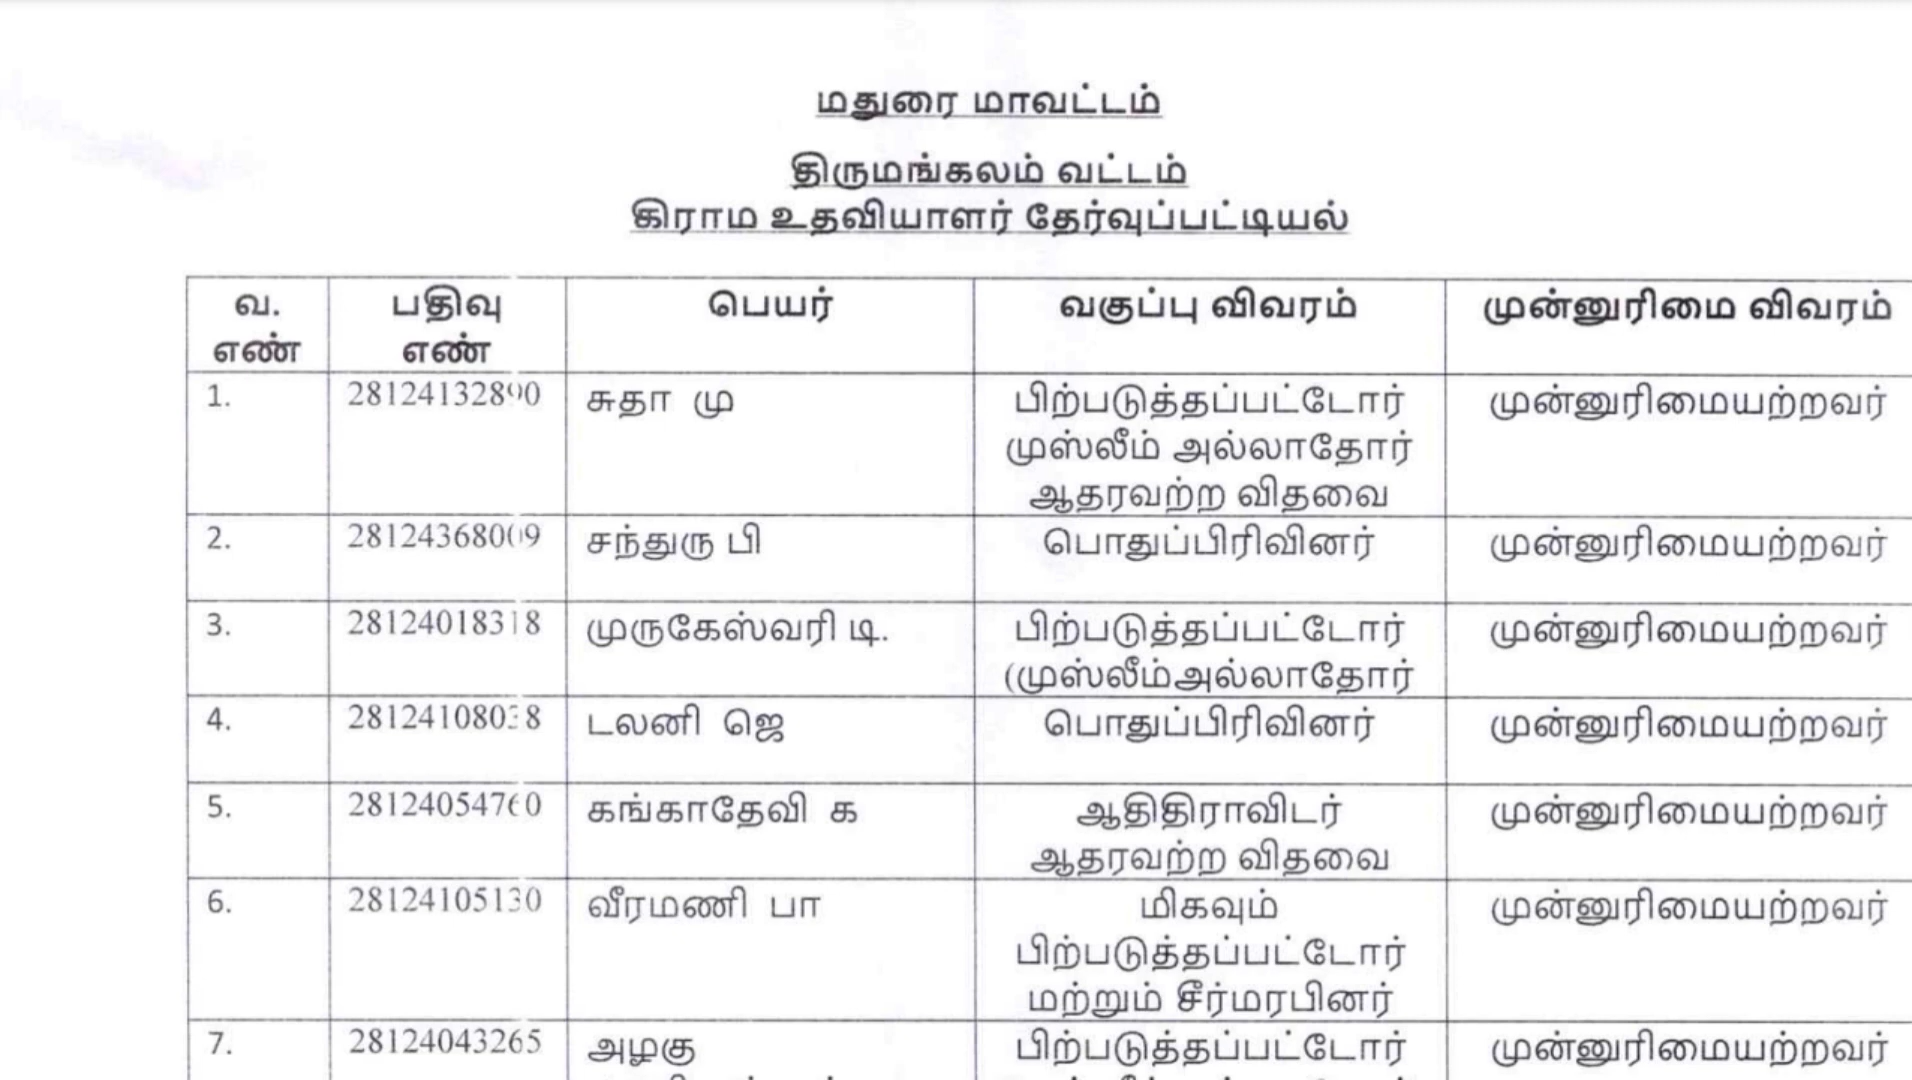 மதுரை மாவட்டம்
திருமங்கலம் வட்டம்
கிராம உதவியாளர் தேர்வுப்பட்டியல்
வ. எண் பதிவு எண் பெயர் வகுப்பு விவரம் முன்னுரிமை விவரம்
1. 28124132890 சுதா மு பிற்படுத்தப்பட்டோர் முன்னுரிமையற்றவர்
முஸ்லீம் அல்லாதோர்
ஆதரவற்ற விதவை
2. 28124368009 சந்துரு பி பொதுப்பிரிவினர் முன்னுரிமையற்றவர்
3. 28124018318 முருகேஸ்வரி டி. பிற்படுத்தப்பட்டோர் முன்னுரிமையற்றவர்
(முஸ்லீம்அல்லாதோர்
4. 28124108038 டலனி ஜெ பொதுப்பிரிவினர் முன்னுரிமையற்றவர்
5. 28124054760 கங்காதேவி க ஆதிதிராவிடர் முன்னுரிமையற்றவர்
ஆதரவற்ற விதவை
6. 28124105130 வீரமணி பா மிகவும் முன்னுரிமையற்றவர்
பிற்படுத்தப்பட்டோர்
மற்றும் சீர்மரபினர்
7. 28124043265 அழகு பிற்படுத்தப்பட்டோர் முன்னுரிமையற்றவர்